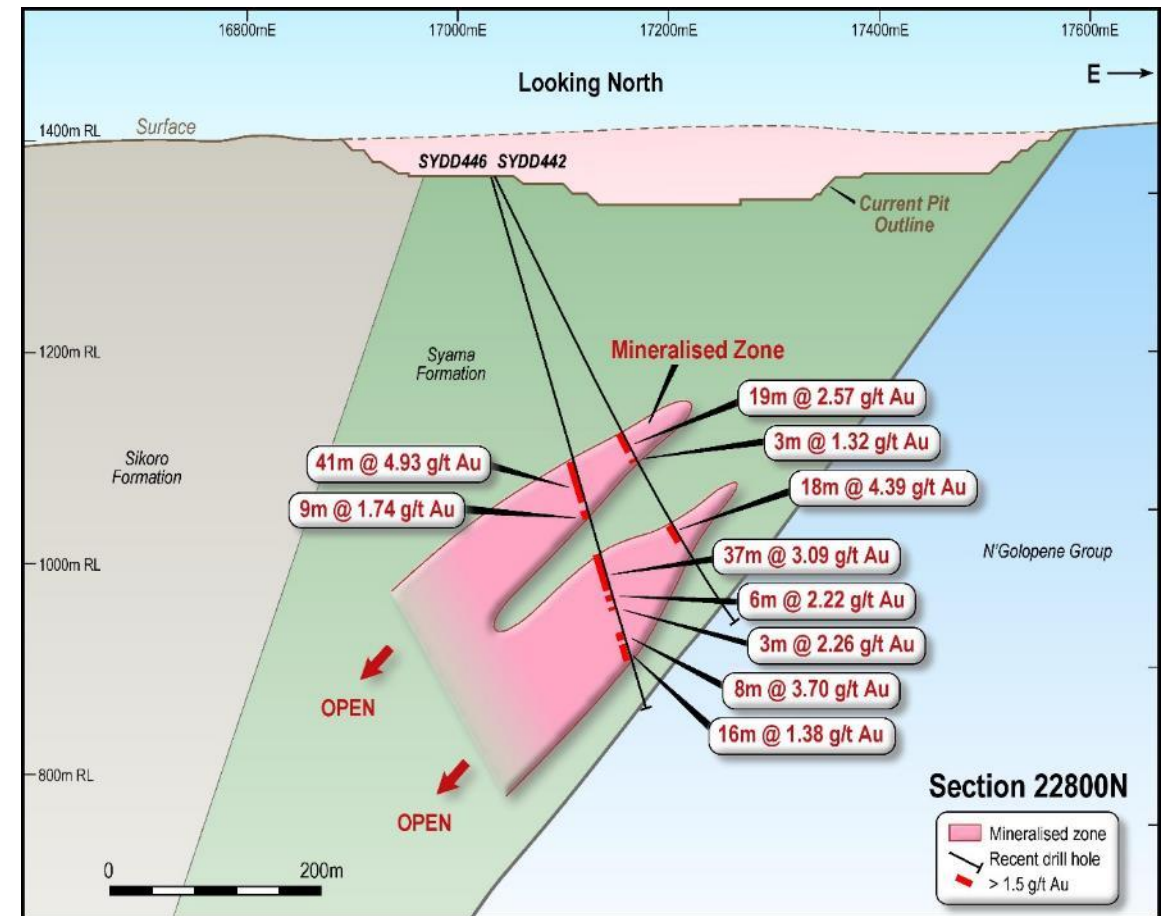 16800mE 17000mE 17200mE 17400mE 17600mE
Looking North
E
1400m RL
Surface
SYDD446 SYDD442
Current Pit
Outline
1200m RL
Syama
Formation
Mineralised Zone
19m @ 2.57 g/t Au
3m @ 1.32 g/t Au
41m @ 4.93 g/t Au
9m @ 1.74 g/t Au
18m @ 4.39 g/t Au
Sikoro
Formation
1000m RL
37m @ 3.09 g/t Au
N'Golopene Group
6m @ 2.22 g/t Au
3m @ 2.26 g/t Au
8m @ 3.70 g/t Au
16m @ 1.38 g/t Au
OPEN
800m RL
OPEN
Section 22800N
Mineralised zone
Recent drill hole
> 1.5 g/t Au
0 200m